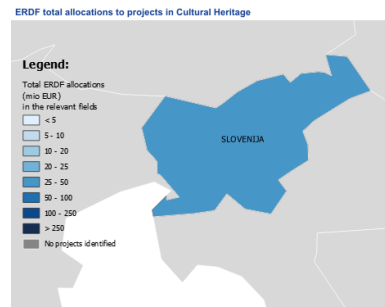 ERDF total allocations to projects in Cultural Heritage
Legend:
Total ERDF allocations
(mio EUR)
in the relevant fields
< 5
5 - 10
10 - 20
20 - 25
25 - 50
50 - 100
100 - 250
> 250
No projects identified
SLOVENIJA